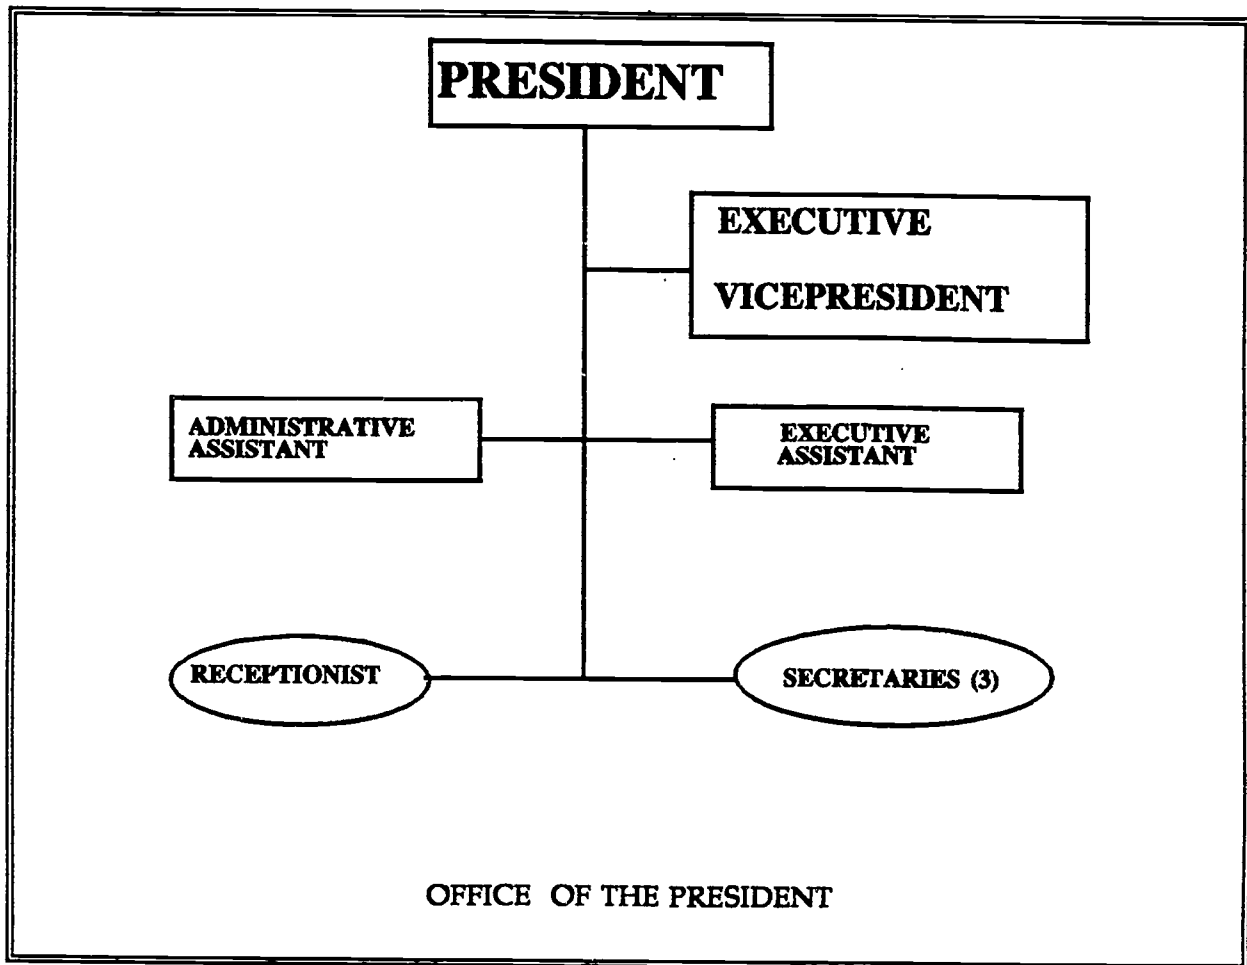 PRESIDENT
EXECUTIVE
VICEPRESIDENT
ADMINISTRATIVE
ASSISTANT
EXECUTIVE
ASSISTANT
RECEPTIONIST
SECRETARIES (3)
OFFICE OF THE PRESIDENT